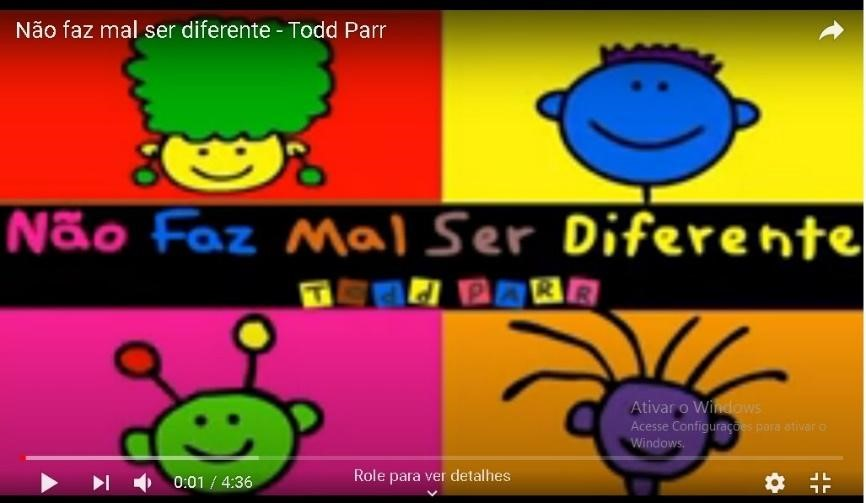 Não faz mal ser diferente - Todd Parr
Não Faz Mal Ser Diferente
Todd PARR
Ativar o Windows
Acesse Configurações para ativar o
Windows.
0:01 / 4:36
Role para ver detalhes